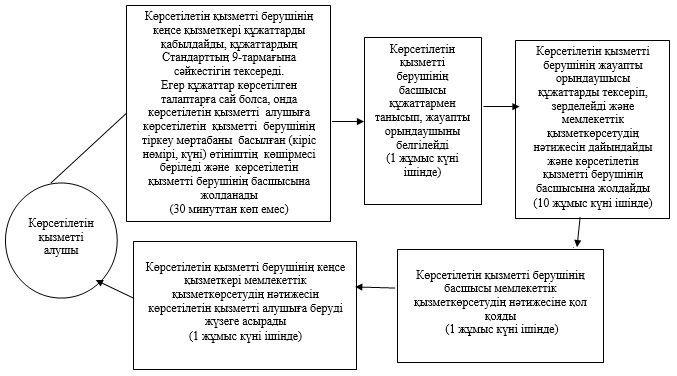 Көрсетілетін қызметті берушінің
кеңсе қызметкері құжаттарды
қабылдайды, құжаттардың
Стандарттың 9-тармағына
сәйкестігін тексереді.
Егер құжаттар көрсетілген
талаптарға сай болса, онда
көрсетілетін қызметті алушыға
көрсетілетін қызметті берушінің
тіркеу мөртабаны басылған (кіріс
нөмірі, күні) өтініштің көшірмесі
беріледі және көрсетілетін
қызметті берушінің басшысына
жолданады
(30 минуттан көп емес)
Көрсетілетін
қызметті
берушінің
басшысы
құжаттармен
танысып, жауапты
орындаушыны
белгілейді
(1 жұмыс күні
ішінде)
Көрсетілетін қызметті
берушінің жауапты
орындаушысы
құжаттарды тексеріп,
зерделейді және
мемлекеттік
қызметкөрсетудің
нәтижесін дайындайды
және көрсетілетін
қызметті берушінің
басшысына жолдайды
(10 жұмыс күні ішінде)
Көрсетілетін
қызметті
алушы
Көрсетілетін қызметті берушінің кеңсе
қызметкері мемлекеттік
қызметкөрсетудің нәтижесін
көрсетілетін қызметті алушыға беруді
жүзеге асырады
(1 жұмыс күні ішінде)
Көрсетілетін қызметті берушінің
басшысы мемлекеттік
қызметкөрсетудің нәтижесіне қол
қояды
(1 жұмыс күні ішінде)